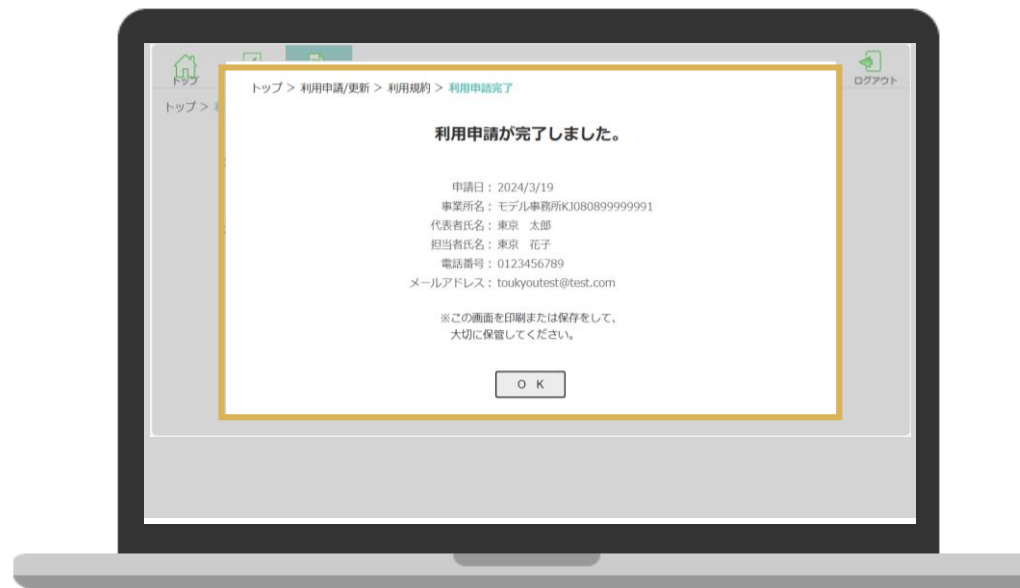 トップ
ログアウト
トップ >
トップ > 利用申請/更新 > 利用規約 > 利用申請完了
利用申請が完了しました。
申請日： 2024/3/19
事業所名： モデル事務所KJ080899999991
代表者氏名： 東京　太郎
担当者氏名： 東京　花子
電話番号： 0123456789
メールアドレス： toukyoutest@test.com
※この画面を印刷または保存をして、
大切に保管してください。
O K